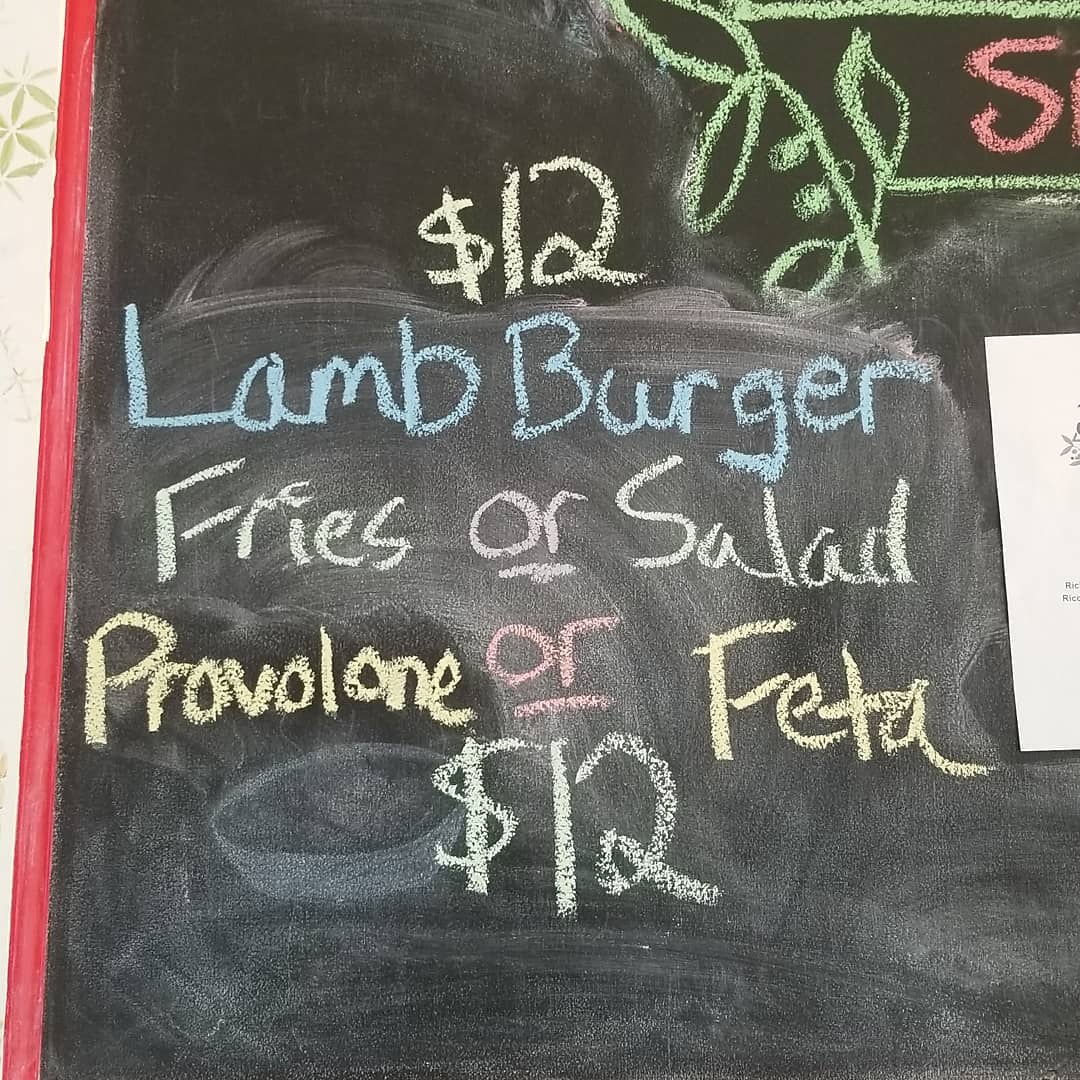 $12
Lamb Burger
Fries or Salad
Provolone or Feta
$12